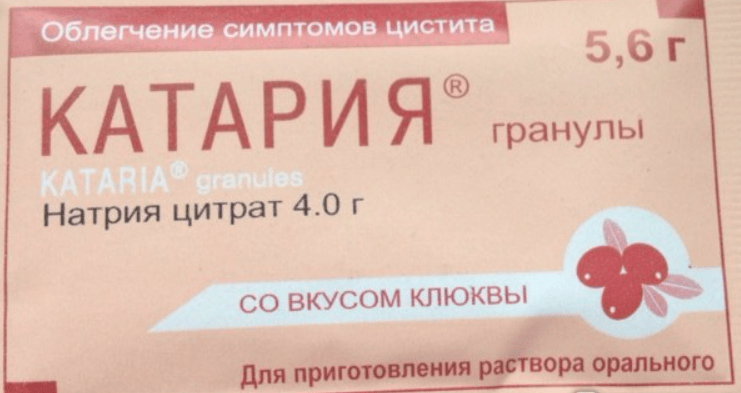 Облегчение симптомов цистита
5,6 г
КАТАРИЯ®
гранулы
KATARIA® granules
Натрия цитрат 4.0 г
СО ВКУСОМ КЛЮКВЫ
Для приготовления раствора орального